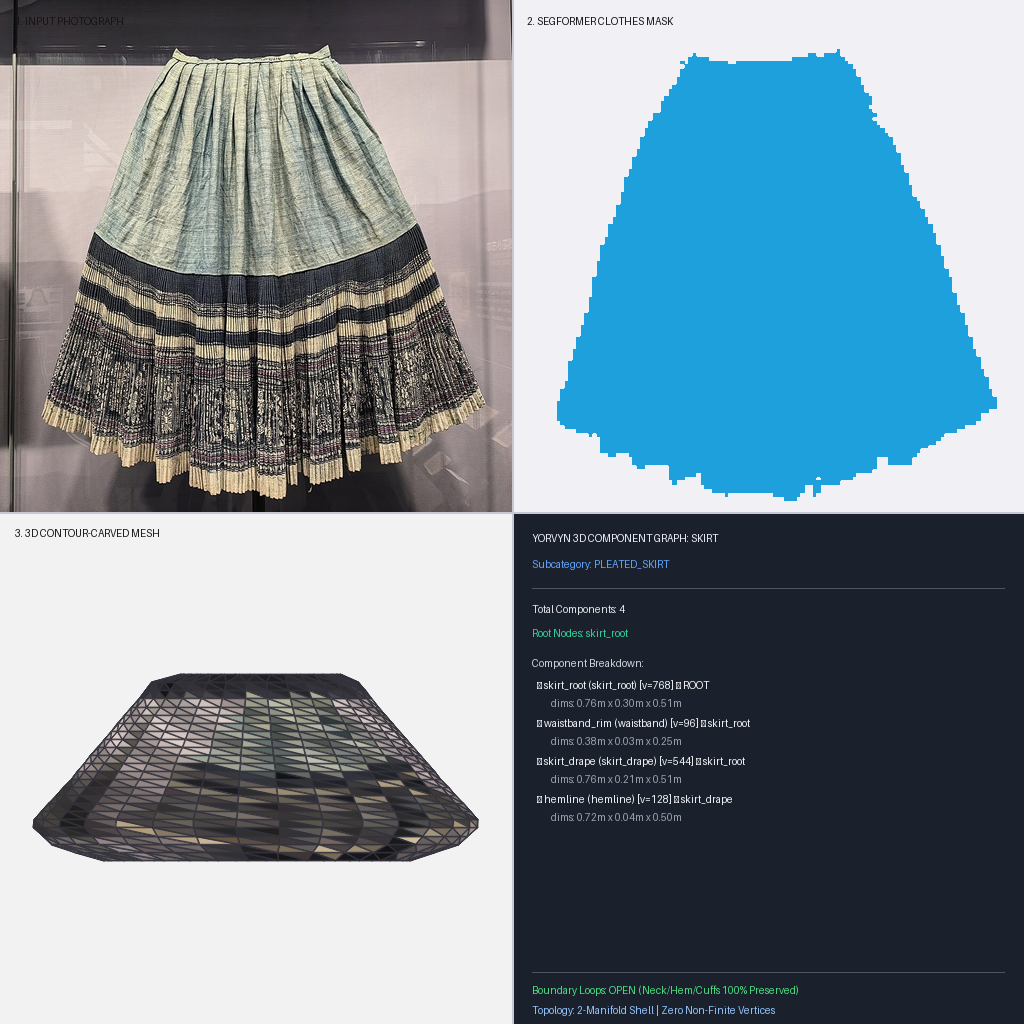 1. INPUT PHOTOGRAPH
2. SEGFORMER CLOTHES MASK
3. 3D CONTOUR-CARVED MESH
YORVYN 3D COMPONENT GRAPH: SKIRT
Subcategory: PLEATED_SKIRT
Total Components: 4
Root Nodes: skirt_root
Component Breakdown:
skirt_root (skirt_root) [v=768] ROOT
dims: 0.76m x 0.30m x 0.51m
waistband_rim (waistband) [v=96] skirt_root
dims: 0.38m x 0.03m x 0.25m
skirt_drape (skirt_drape) [v=544] skirt_root
dims: 0.76m x 0.21m x 0.51m
hemline (hemline) [v=128] skirt_drape
dims: 0.72m x 0.04m x 0.50m
Boundary Loops: OPEN (Neck/Hem/Cuffs 100% Preserved)
Topology: 2-Manifold Shell | Zero Non-Finite Vertices